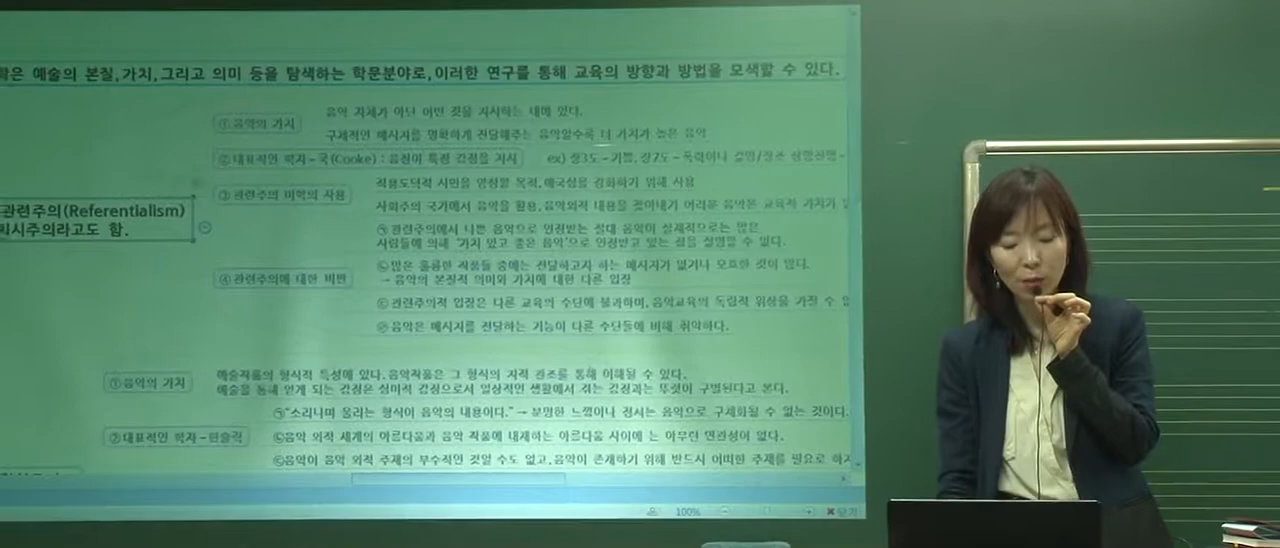 학은 예술의 본질,가치,그리고 의미 등을 탐색하는 학문분야로,이러한 연구를 통해 교육의 방향과 방법을 모색할 수 있다.
음악 자체가 아닌 어떤 것을 지시하는 데에 있다.
①음악의 가치
구체적인 메시지를 명확하게 전달해주는 음악일수록 더 가치가 높은 음악
②대표적인 학자-국(Cooke) : 음정이 특정 감정을 지시 ex) 장3도-기쁨, 장7도-폭력이나
적용도덕적 시민을 양성할 목적,애국심을 강화하기 위해 사용
③관련주의 미학의 사용
사회주의 국가에서 음악을 활용, 음악외적 내용을 찾아내기 어려운 음악은 교육적 가치가
관련주의(Referentialism)
지시주의라고도 함.
㉠관련주의에서 나쁜 음악으로 인정받는 절대 음악이 실제적으로는 많은
사람들에 의해 "가치 있고 좋은 음악"으로 인정받고 있는 점을 설명할 수 없다.
④관련주의에 대한 비판
㉡많은 훌륭한 작품들 중에는 전달하고자 하는 메시지가 없거나 모호한 것이 많다.
→ 음악의 본질적 의미와 가치에 대한 다른 입장
㉢관련주의적 입장은 다른 교육의 수단에 불과하며, 음악교육의 독립적 위상을 가질 수
㉣음악은 메시지를 전달하는 기능이 다른 수단들에 비해 취약하다.
①음악의 가치
예술작품의 형식적 특성에 있다. 음악작품은 그 형식의 지적 관조를 통해 이해될 수 있다.
예술을 통해 얻게 되는 감정은 심미적 감정으로서 일상적인 생활에서 겪는 감정과는 뚜렷이 구별된다고 본다.
㉠"소리나며 울리는 형식이 음악의 내용이다." → 분명한 느낌이나 정서는 음악으로 구체화될 수 없는 것이다.
②대표적인 학자-한슬릭
㉡음악 외적 세계의 아름다움과 음악 작품에 내재하는 아름다움 사이에 는 아무런 연관성이 없다.
㉢음악이 음악 외적 주제의 부수적인 것일 수도 없고,음악이 존재하기 위해 반드시 어떠한 주제를 필요로 하지
100%
닫기